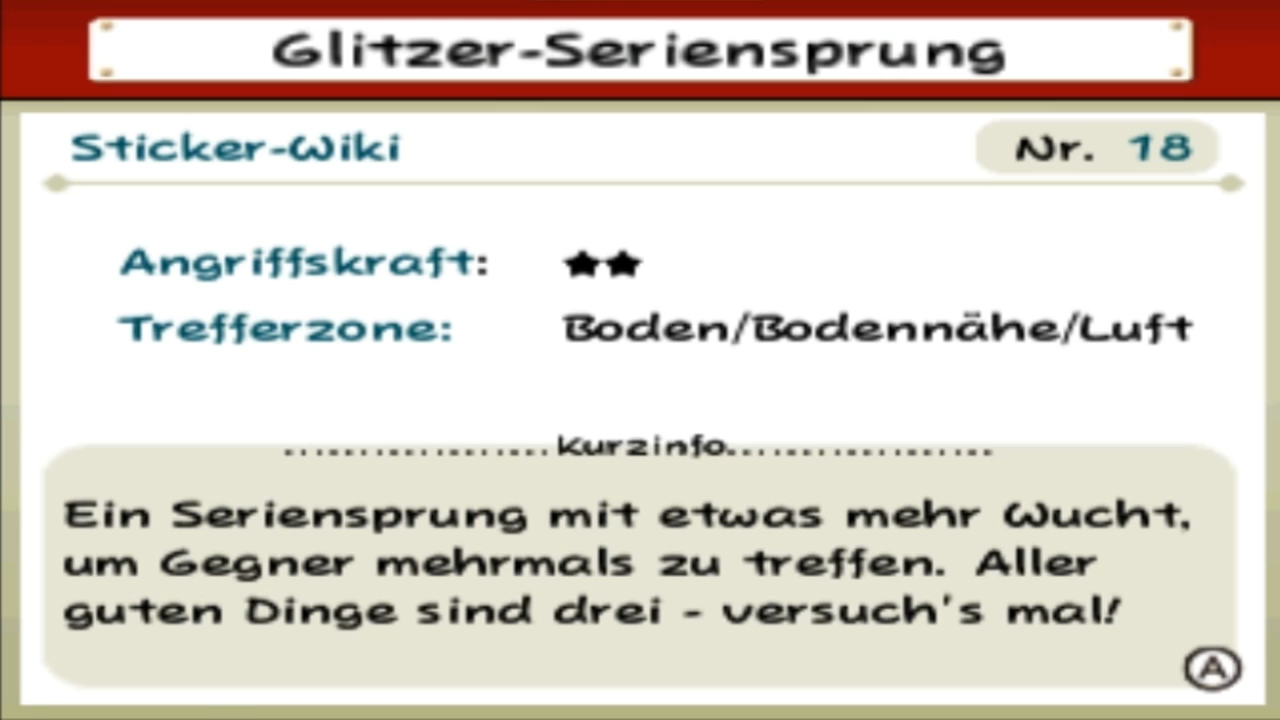 Glitzer-Seriensprung
Sticker-Wiki
Nr. 18
Angriffskraft: ★★
Trefferzone: Boden/Bodennähe/Luft
Kurzinfo
Ein Seriensprung mit etwas mehr Wucht,
um Gegner mehrmals zu treffen. Aller
guten Dinge sind drei - versuch's mal!
A